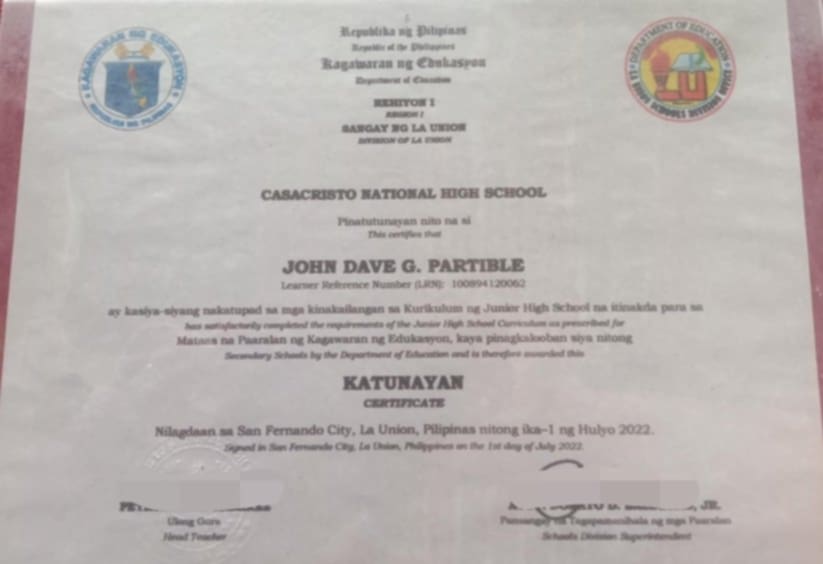 Republika ng Pilipinas
Republic of the Philippines
Kagawaran ng Edukasyon
Department of Education
REHIYON I
REGION I
SANGAY NG LA UNION
DIVISION OF LA UNION
KAGAWARAN NG EDUKASYON
REPUBLIKA NG PILIPINAS
DEPARTMENT OF EDUCATION
LA UNION SCHOOLS DIVISION OFFICE
LU
CASACRISTO NATIONAL HIGH SCHOOL
Pinatutunayan nito na si
This certifies that
JOHN DAVE G. PARTIBLE
Learner Reference Number (LRN): 100894120062
ay kasiya-siyang nakatupad sa mga kinakailangan sa Kurikulum ng Junior High School na itinakda para sa
has satisfactorily completed the requirements of the Junior High School Curriculum as prescribed for
Mataas na Paaralan ng Kagawaran ng Edukasyon, kaya pinagkalooban siya nitong
Secondary Schools by the Department of Education and is therefore awarded this
KATUNAYAN
CERTIFICATE
Nilagdaan sa San Fernando City, La Union, Pilipinas nitong ika-1 ng Hulyo 2022.
Signed in San Fernando City, La Union, Philippines on the 1st day of July 2022.
JR.
Ulong Guro
Head Teacher
Pansangay na Tagapamanihala ng mga Paaralan
Schools Division Superintendent